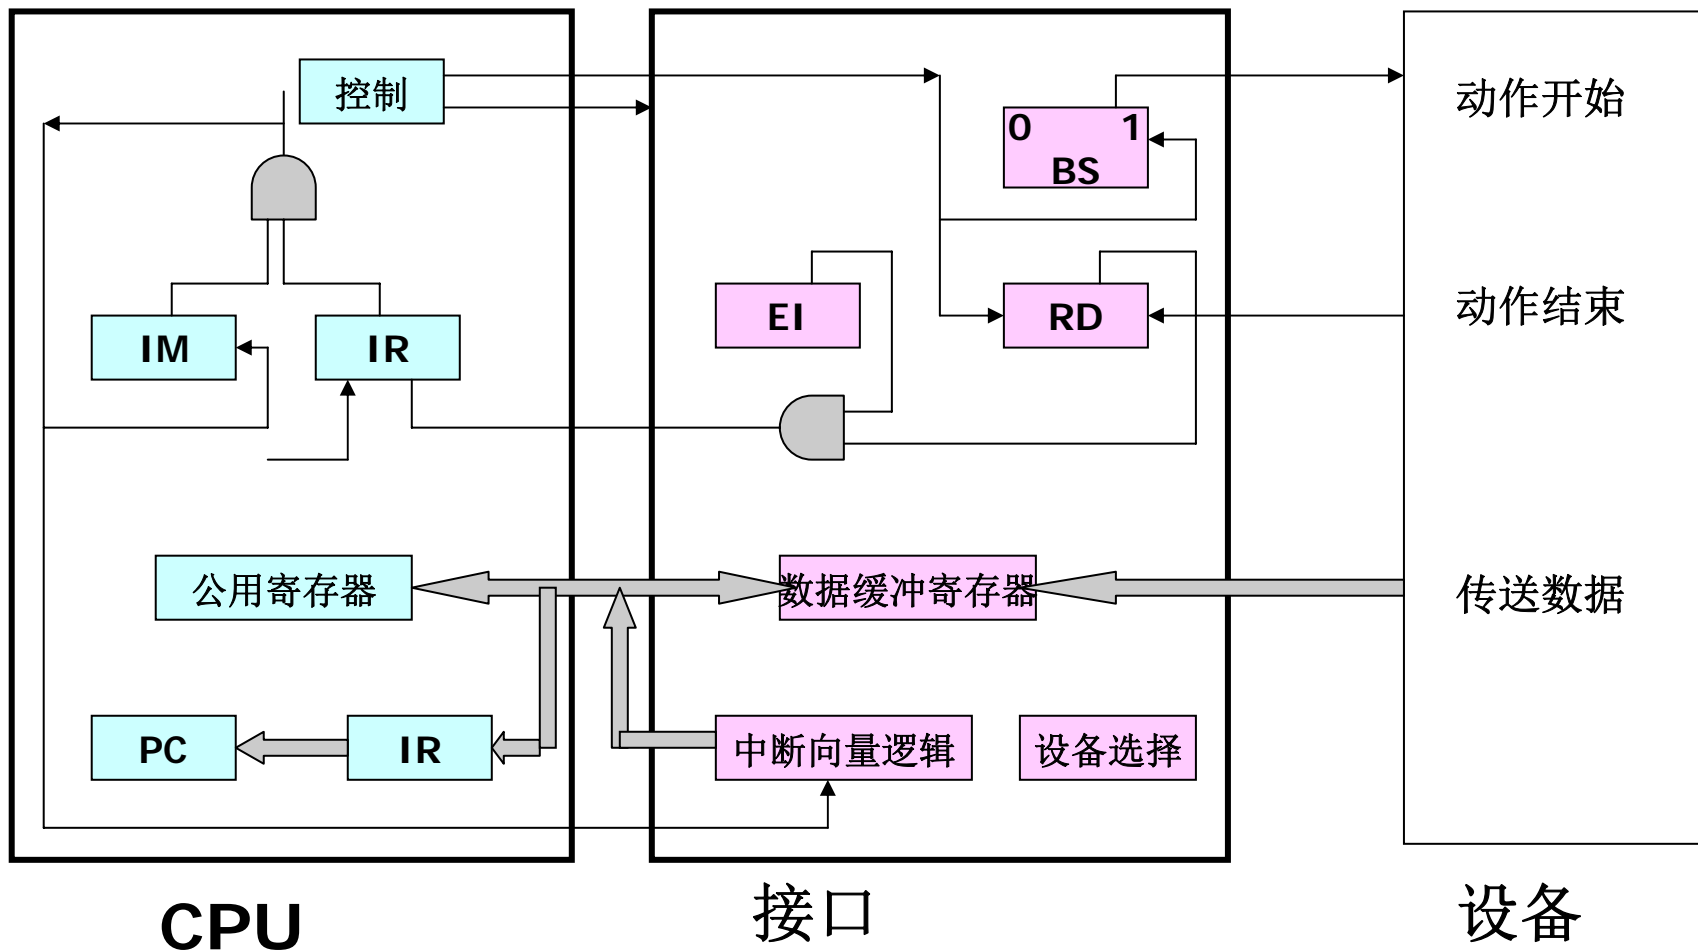 控制
动作开始
0 1
BS
动作结束
EI
RD
IM
IR
公用寄存器
数据缓冲寄存器
传送数据
PC
IR
中断向量逻辑
设备选择
CPU
接口
设备